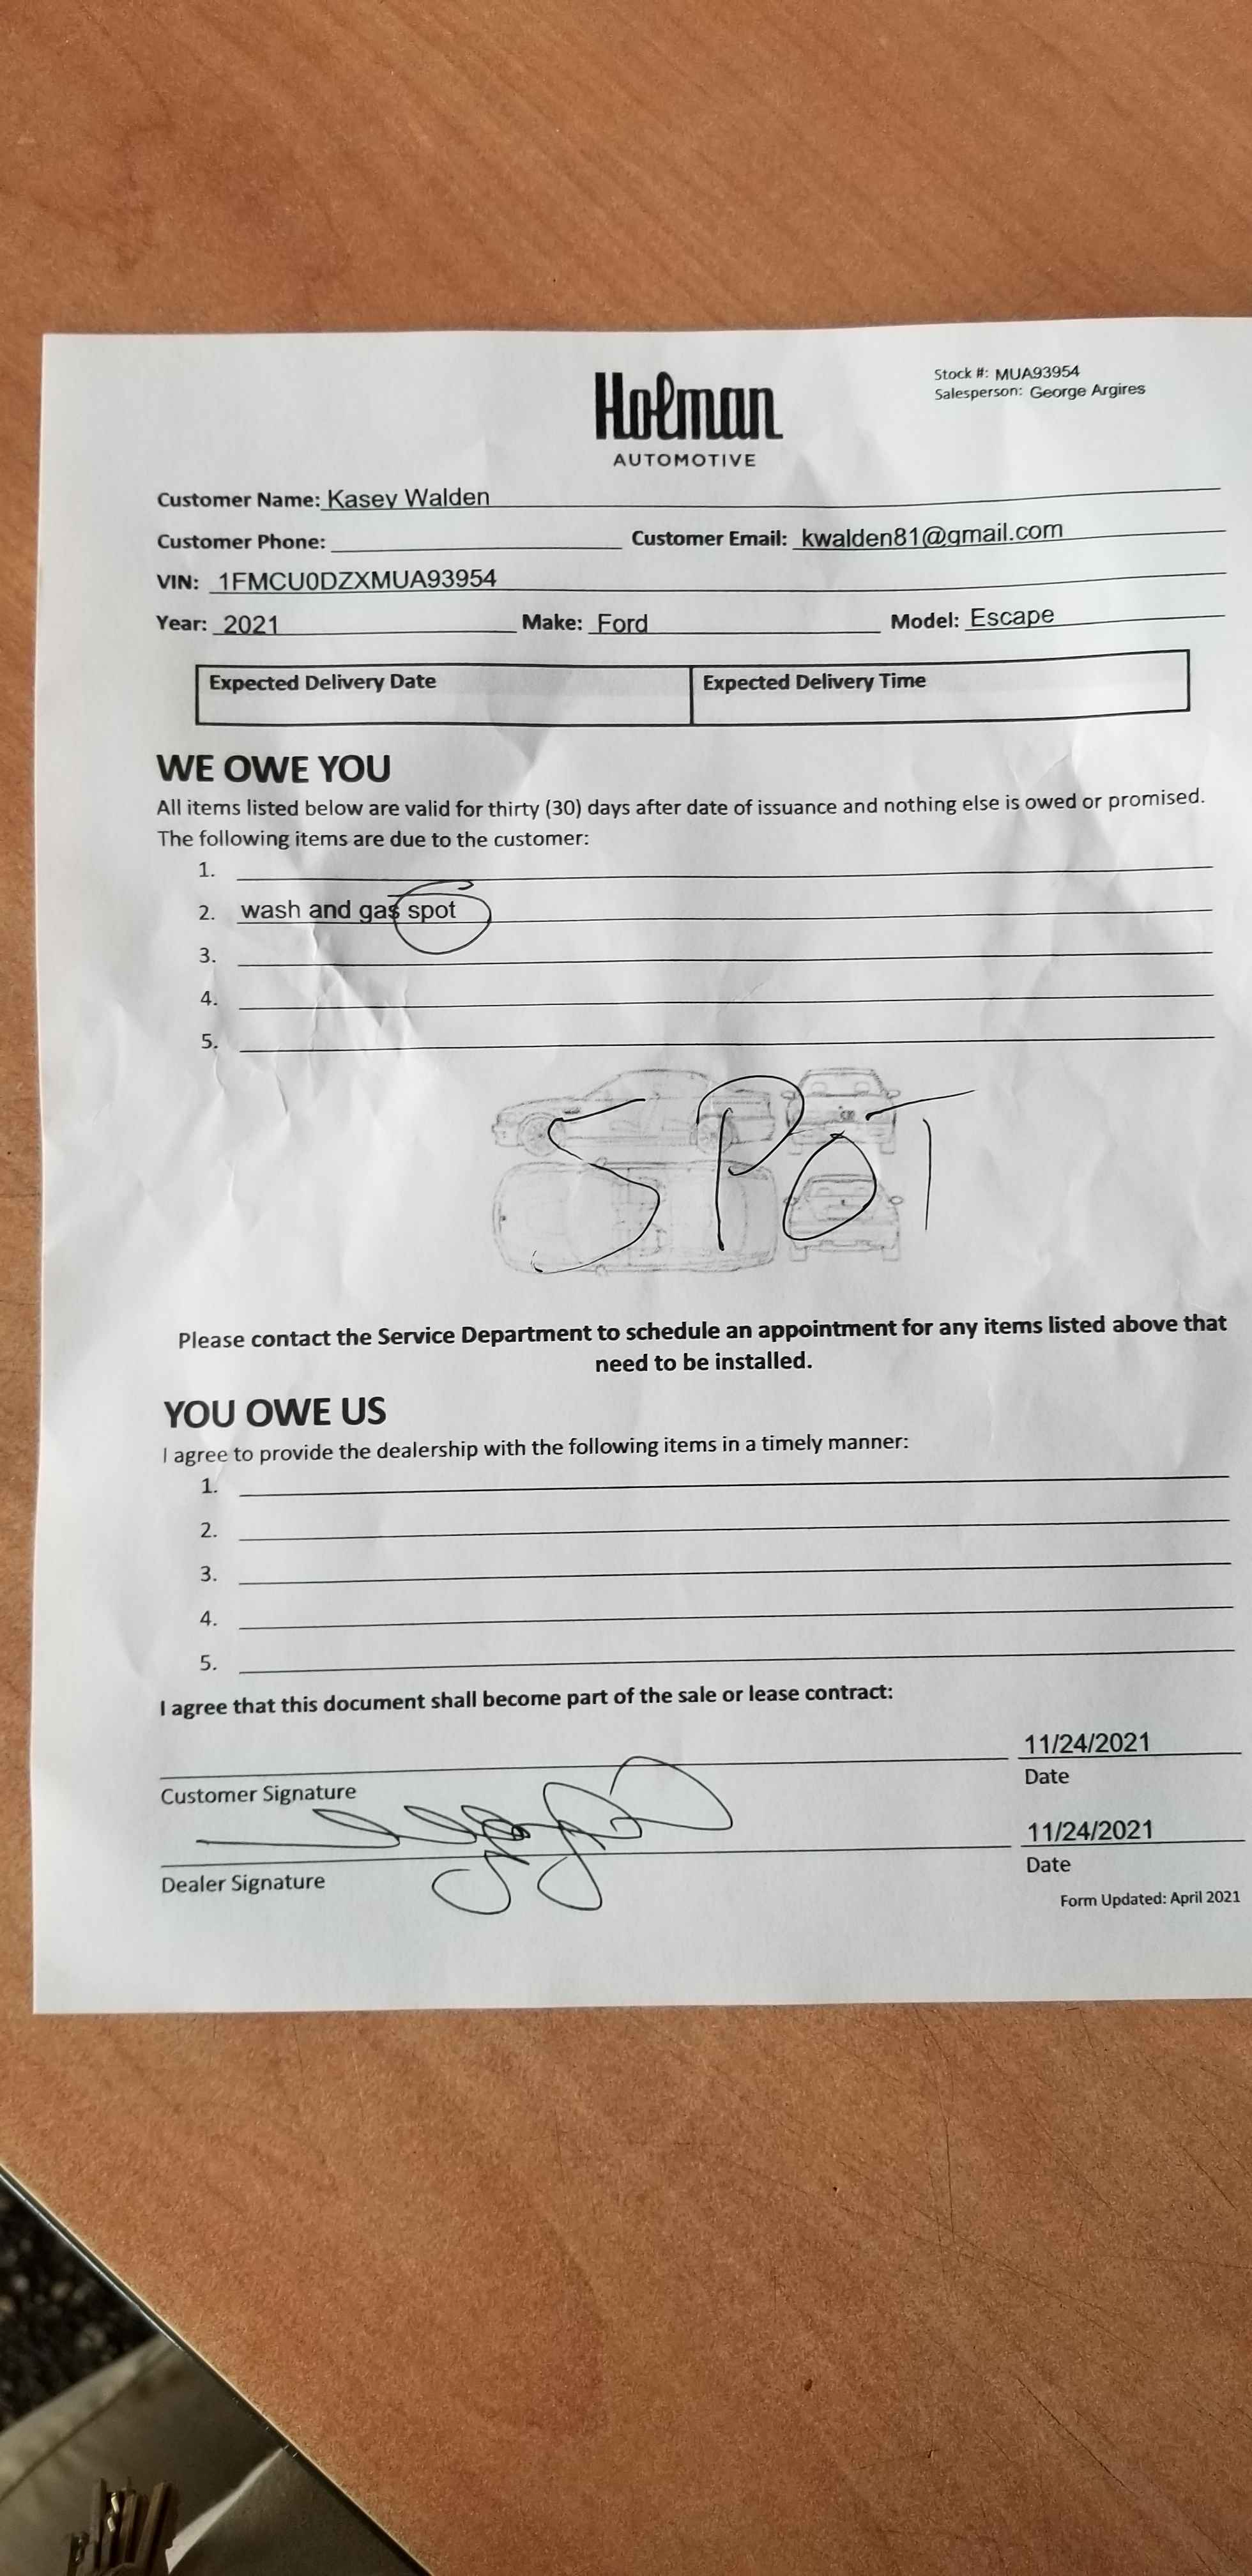 Holman
AUTOMOTIVE
Stock #: MUA93954
Salesperson: George Argires
Customer Name: Kasey Walden
Customer Phone: Customer Email: kwalden81@gmail.com
VIN: 1FMCU0DZXMUA93954
Year: 2021 Make: Ford Model: Escape
Expected Delivery Date Expected Delivery Time
WE OWE YOU
All items listed below are valid for thirty (30) days after date of issuance and nothing else is owed or promised.
The following items are due to the customer:
1.
2. wash and gas spot
3.
4.
5.
SPOT
Please contact the Service Department to schedule an appointment for any items listed above that
need to be installed.
YOU OWE US
I agree to provide the dealership with the following items in a timely manner:
1.
2.
3.
4.
5.
I agree that this document shall become part of the sale or lease contract:
11/24/2021
Customer Signature Date
11/24/2021
Dealer Signature Date
Form Updated: April 2021